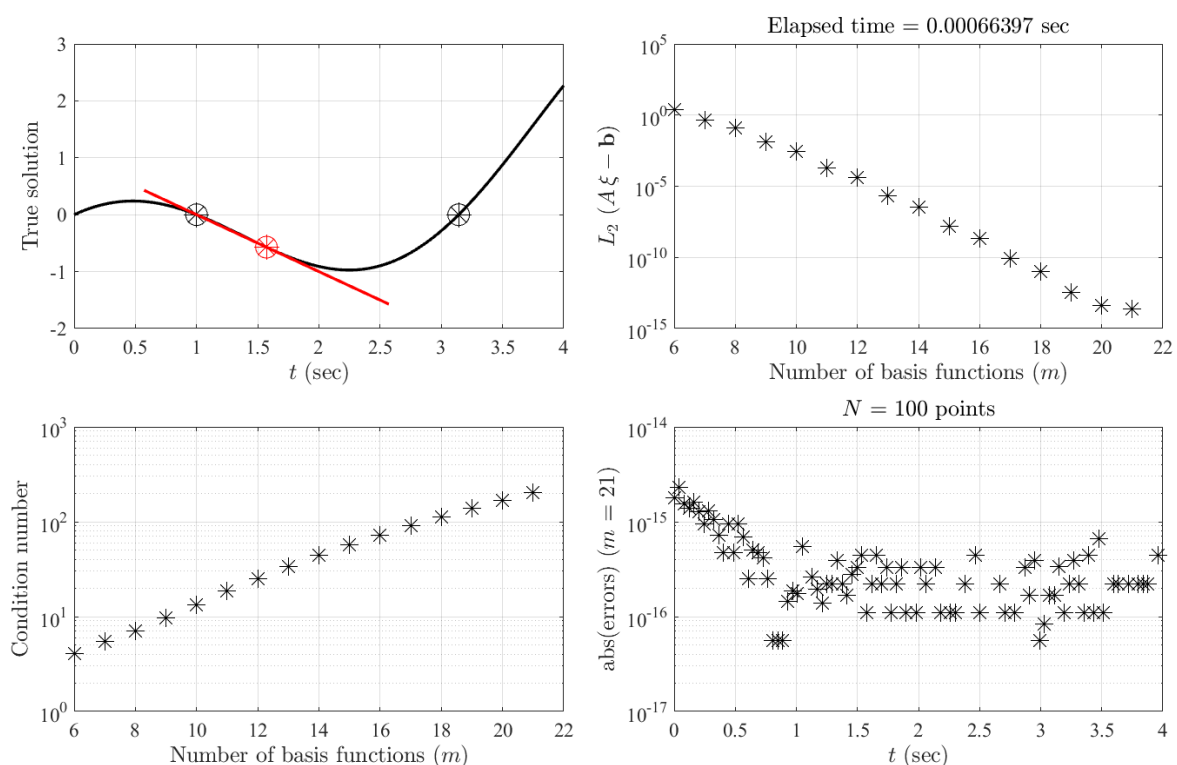 3
2
1
0
-1
-2
True solution
0 0.5 1 1.5 2 2.5 3 3.5 4
t (sec)
Elapsed time = 0.00066397 sec
10^5
10^0
10^-5
10^-10
10^-15
L_2 (A ξ − b)
6 8 10 12 14 16 18 20 22
Number of basis functions (m)
10^3
10^2
10^1
10^0
Condition number
6 8 10 12 14 16 18 20 22
Number of basis functions (m)
N = 100 points
10^-14
10^-15
10^-16
10^-17
abs(errors) (m = 21)
0 0.5 1 1.5 2 2.5 3 3.5 4
t (sec)